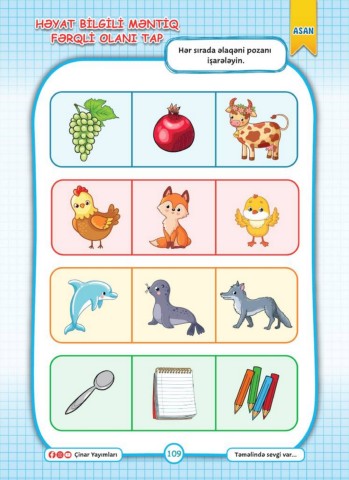 HƏYAT BİLGİLİ MƏNTİQ
FƏRQLİ OLANI TAP
ASAN
Hər sırada əlaqəni pozanı
işarələyin.
Çinar Yayımları
109
Təməlində sevgi var...